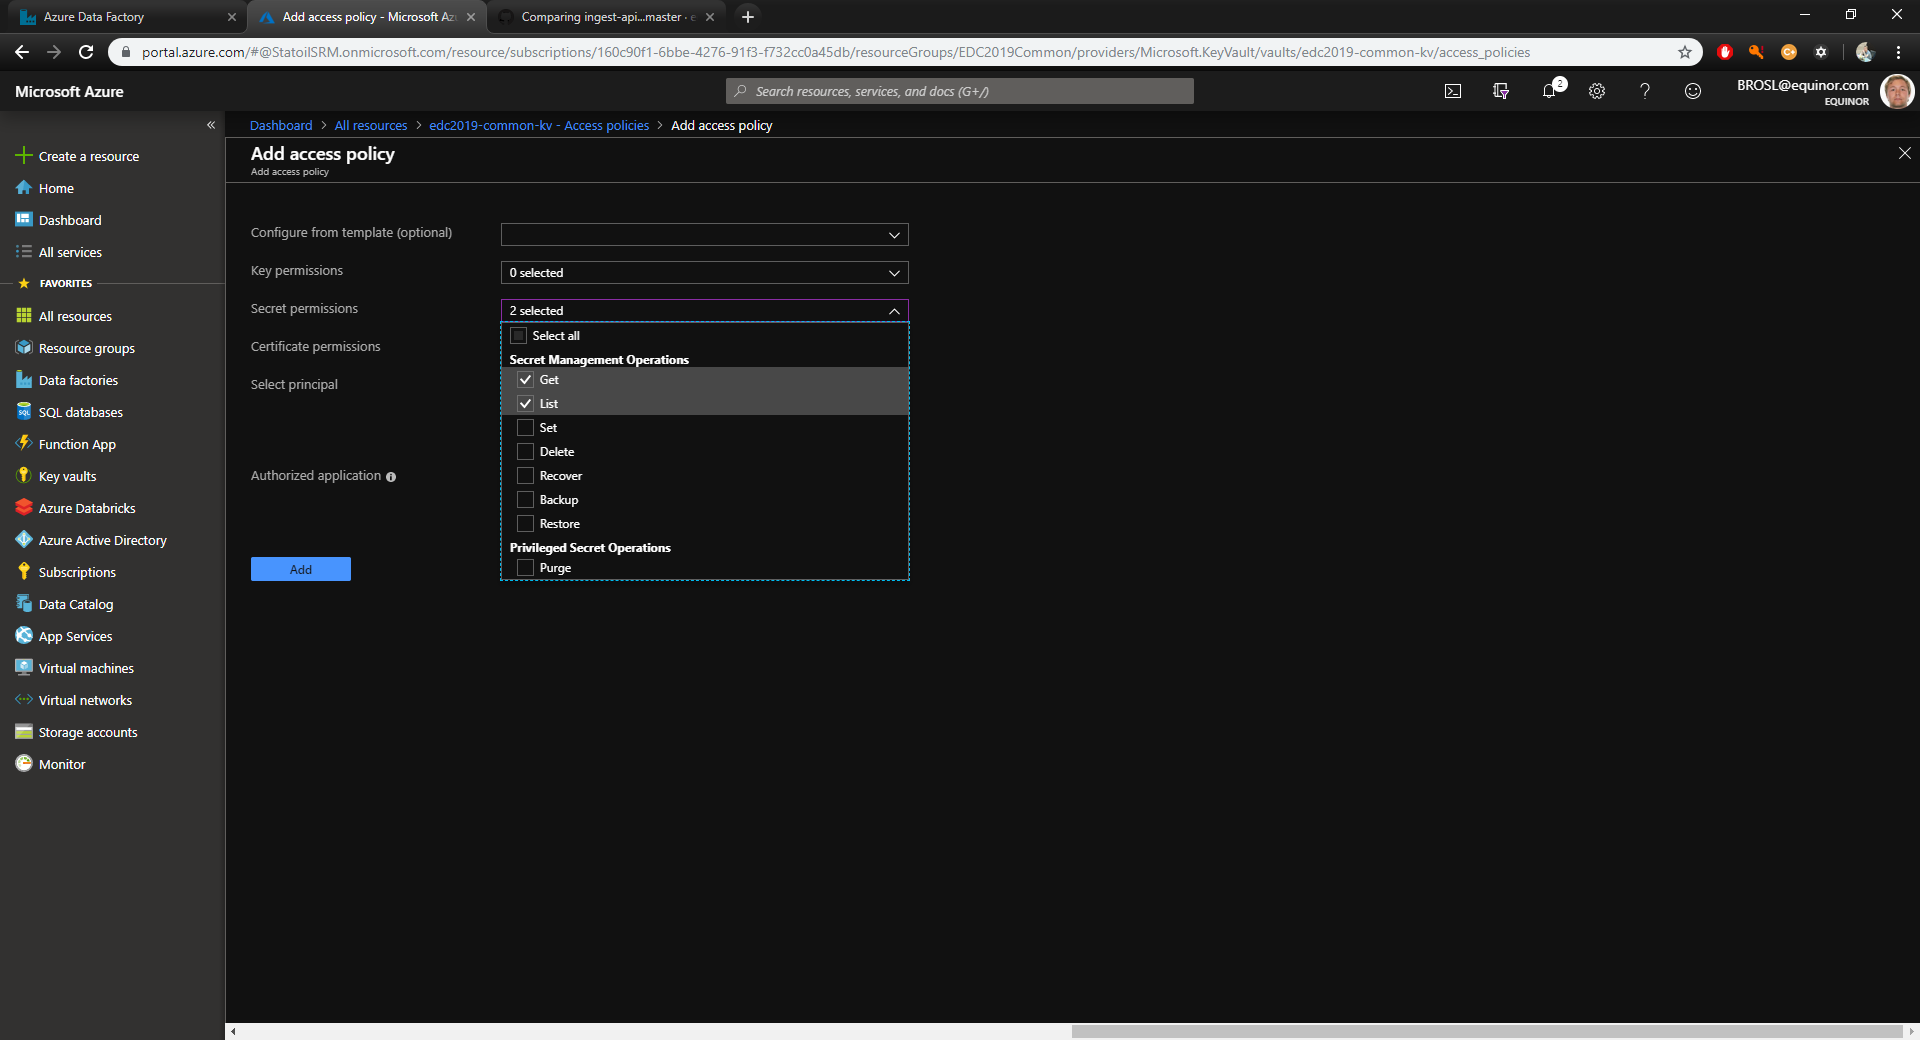 Azure Data Factory
Add access policy - Microsoft Az
Comparing ingest-api...master ·
portal.azure.com/#@StatoilSRM.onmicrosoft.com/resource/subscriptions/160c90f1-6bbe-4276-91f3-f732cc0a45db/resourceGroups/EDC2019Common/providers/Microsoft.KeyVault/vaults/edc2019-common-kv/access_policies
Microsoft Azure
Search resources, services, and docs (G+/)
2
BROSL@equinor.com
EQUINOR
«
Dashboard > All resources > edc2019-common-kv - Access policies > Add access policy
Add access policy
Add access policy
Create a resource
Home
Dashboard
All services
FAVORITES
All resources
Resource groups
Data factories
SQL databases
Function App
Key vaults
Azure Databricks
Azure Active Directory
Subscriptions
Data Catalog
App Services
Virtual machines
Virtual networks
Storage accounts
Monitor
Configure from template (optional)
Key permissions
0 selected
Secret permissions
2 selected
Certificate permissions
Select principal
Authorized application
Add
Select all
Secret Management Operations
Get
List
Set
Delete
Recover
Backup
Restore
Privileged Secret Operations
Purge